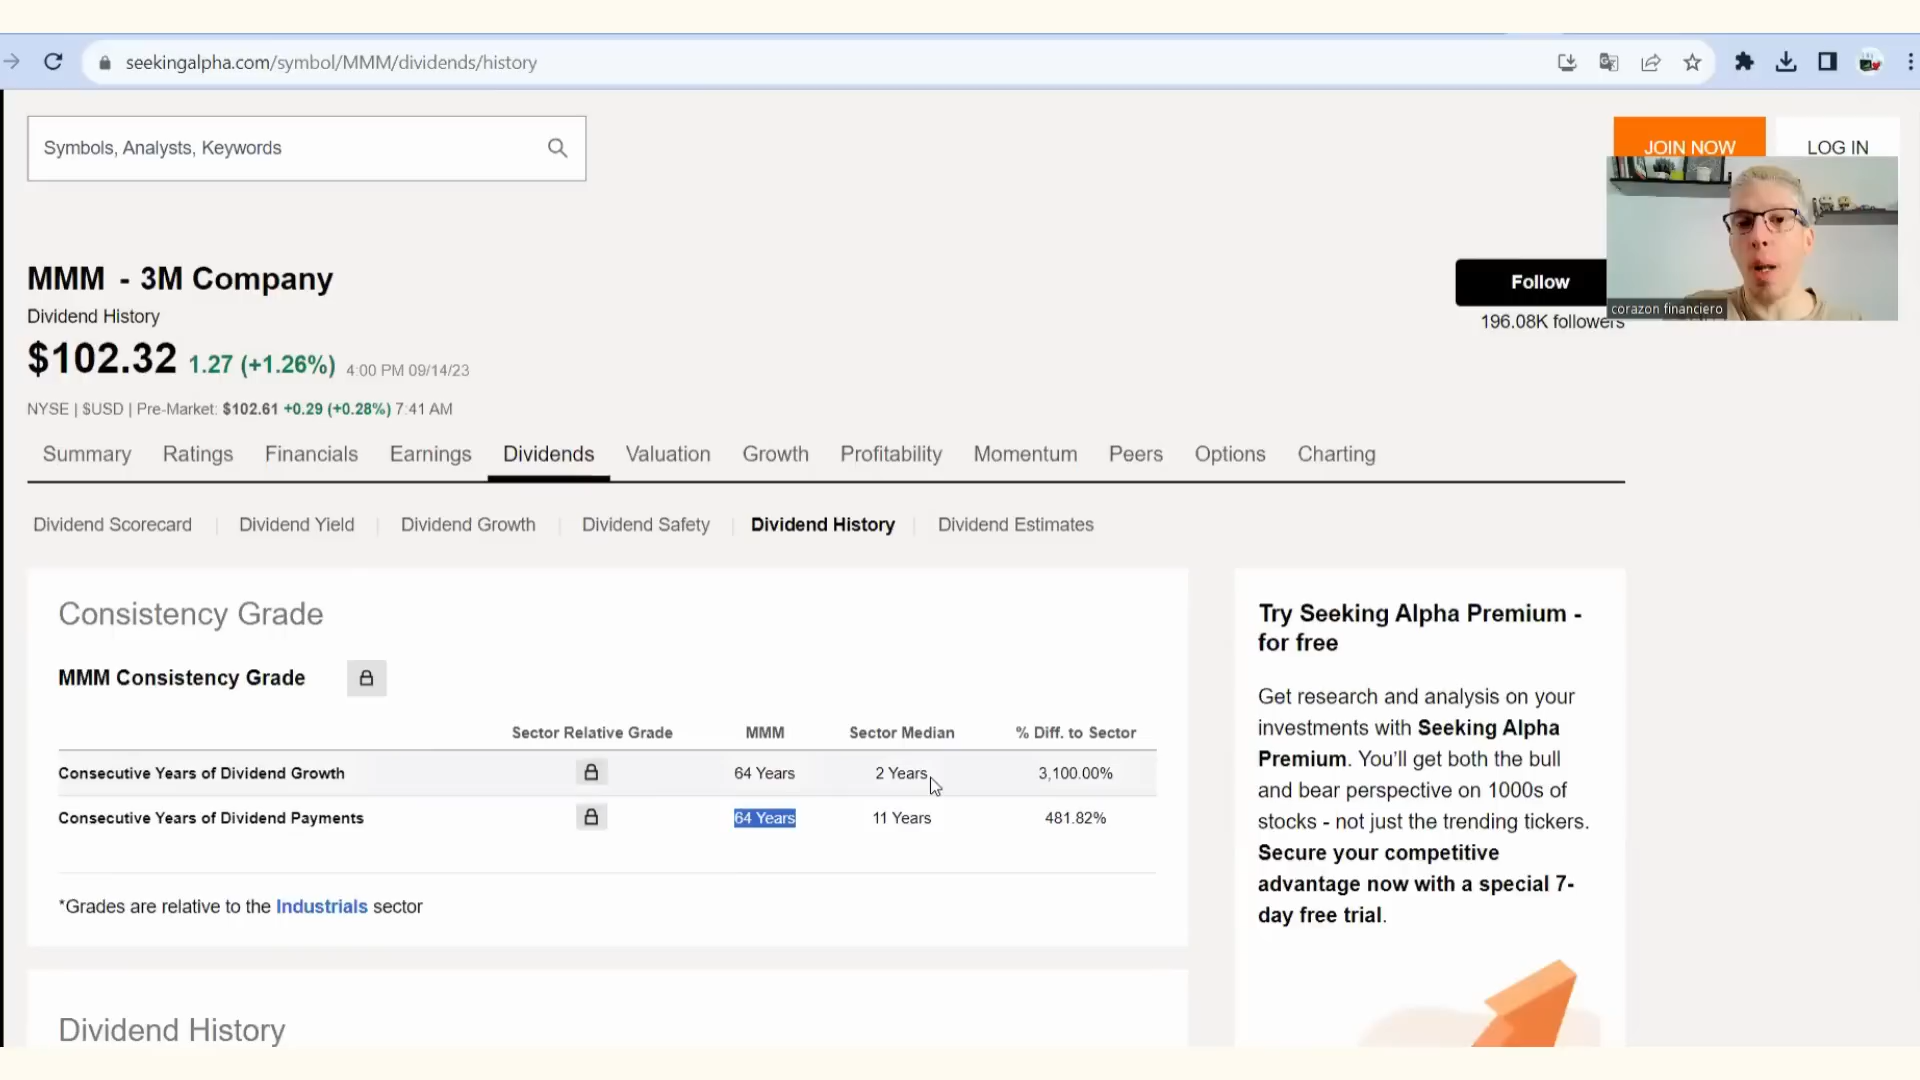 seekingalpha.com/symbol/MMM/dividends/history
Symbols, Analysts, Keywords
JOIN NOW
LOG IN
MMM - 3M Company
Dividend History
$102.32 1.27 (+1.26%) 4:00 PM 09/14/23
NYSE | $USD | Pre-Market: $102.61 +0.29 (+0.28%) 7:41 AM
Follow
196.08K followers
corazon financiero
Summary Ratings Financials Earnings Dividends Valuation Growth Profitability Momentum Peers Options Charting
Dividend Scorecard Dividend Yield Dividend Growth Dividend Safety Dividend History Dividend Estimates
Consistency Grade
MMM Consistency Grade
Sector Relative Grade MMM Sector Median % Diff. to Sector
Consecutive Years of Dividend Growth 64 Years 2 Years 3,100.00%
Consecutive Years of Dividend Payments 64 Years 11 Years 481.82%
*Grades are relative to the Industrials sector
Dividend History
Try Seeking Alpha Premium -
for free
Get research and analysis on your
investments with Seeking Alpha
Premium. You'll get both the bull
and bear perspective on 1000s of
stocks - not just the trending tickers.
Secure your competitive
advantage now with a special 7-
day free trial.